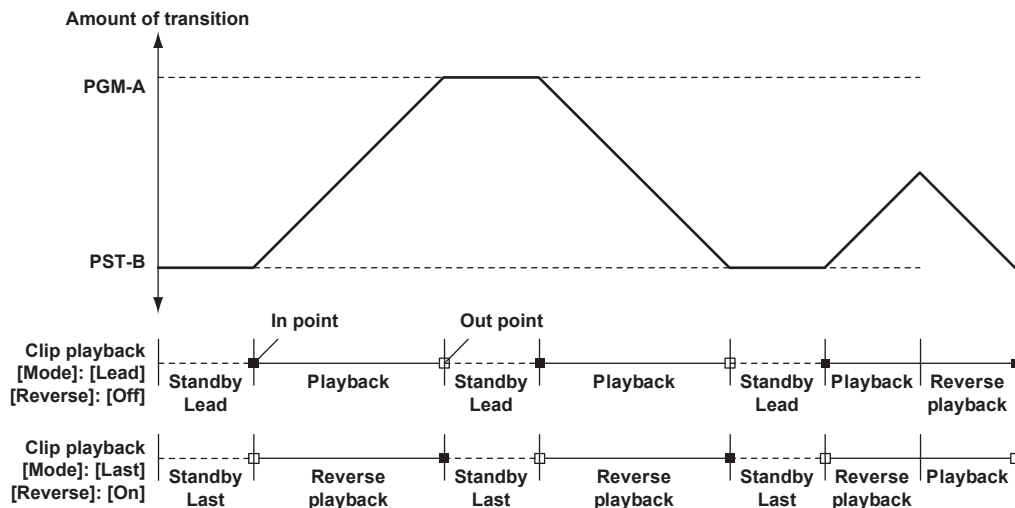 Amount of transition
PGM-A
PST-B
In point
Out point
Clip playback
[Mode]: [Lead]
[Reverse]: [Off]
Standby
Lead
Playback
Standby
Lead
Playback
Standby
Lead
Playback
Reverse
playback
Clip playback
[Mode]: [Last]
[Reverse]: [On]
Standby
Last
Reverse
playback
Standby
Last
Reverse
playback
Standby
Last
Reverse
playback
Playback